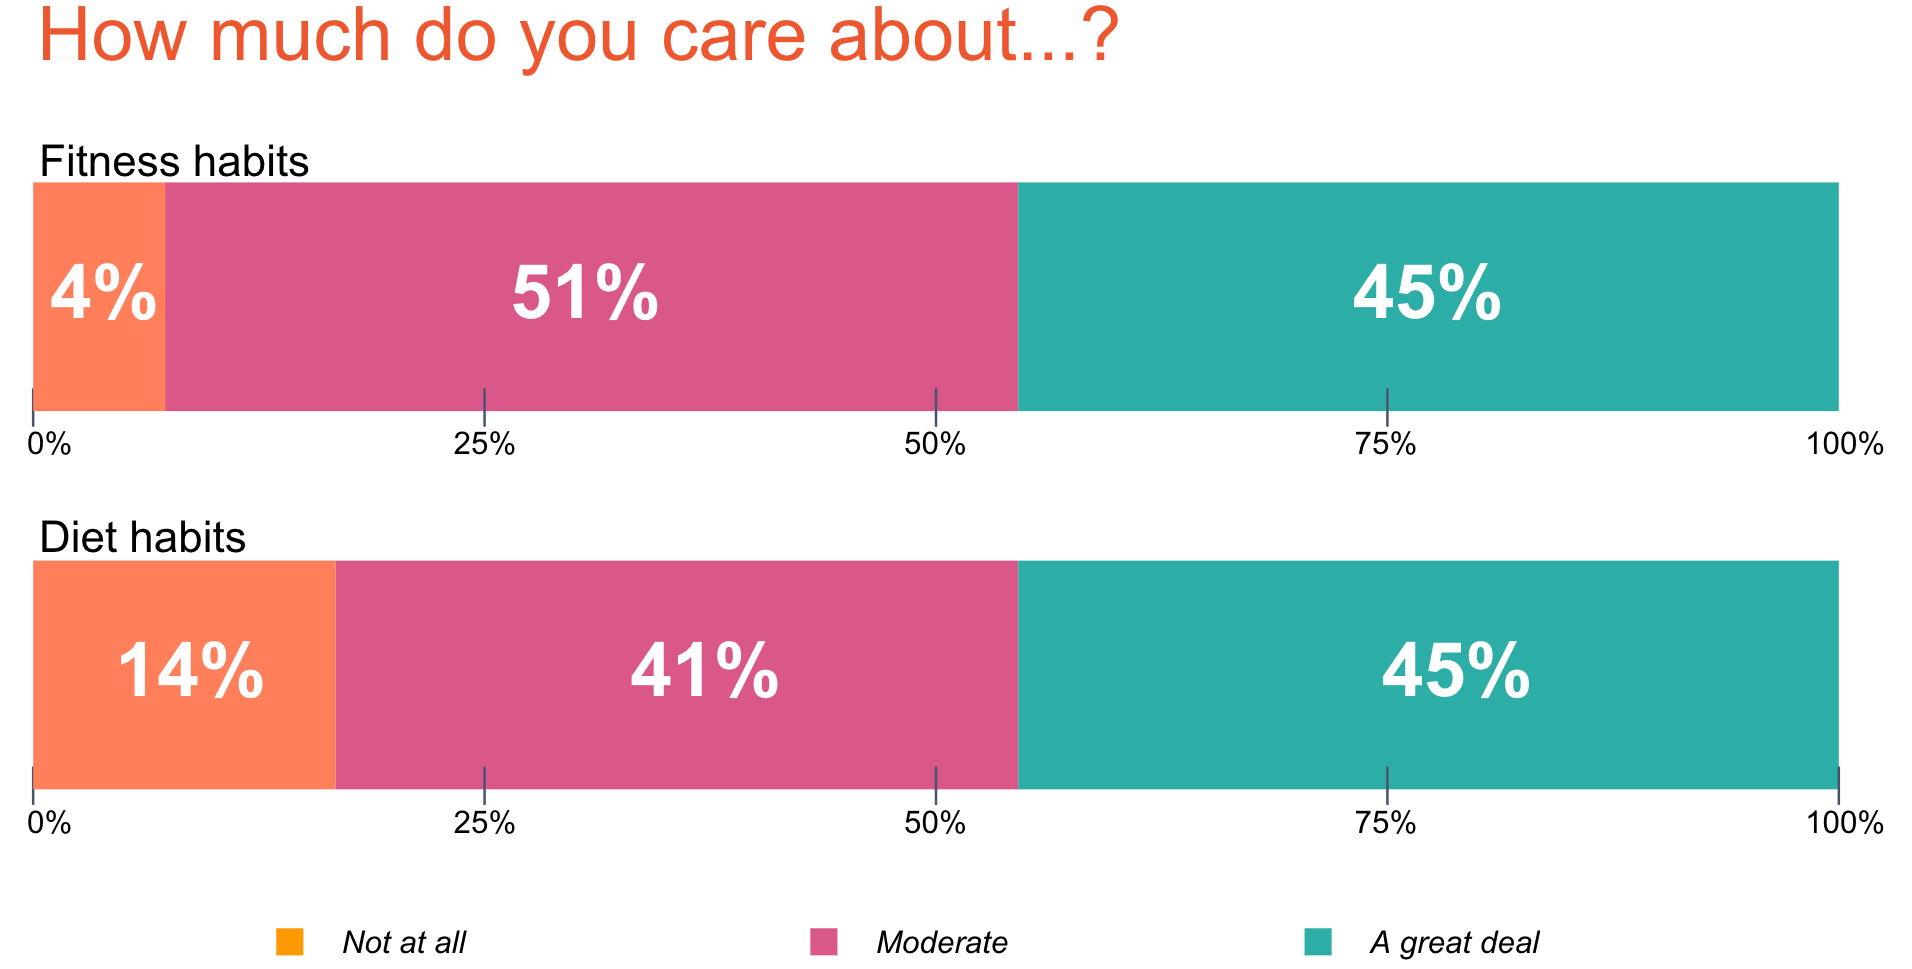 How much do you care about...?
Fitness habits
4% 51% 45%
0% 25% 50% 75% 100%
Diet habits
14% 41% 45%
0% 25% 50% 75% 100%
Not at all Moderate A great deal